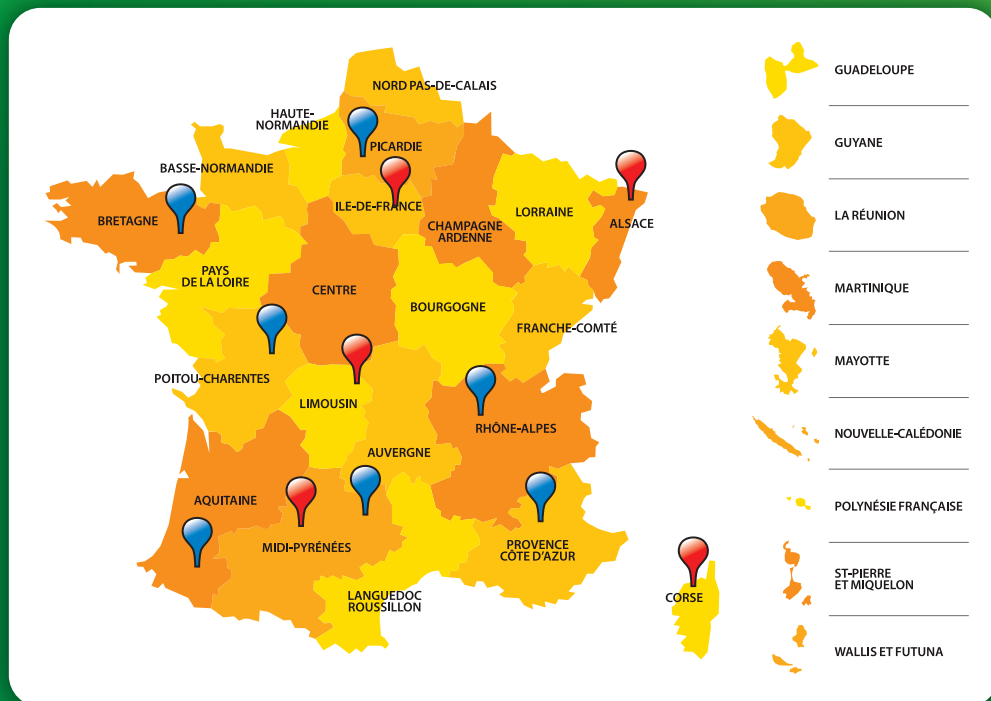 NORD PAS-DE-CALAIS
HAUTE-
NORMANDIE
PICARDIE
BASSE-NORMANDIE
ILE-DE-FRANCE
BRETAGNE
CHAMPAGNE
ARDENNE
LORRAINE
ALSACE
PAYS
DE LA LOIRE
CENTRE
BOURGOGNE
FRANCHE-COMTÉ
POITOU-CHARENTES
LIMOUSIN
RHÔNE-ALPES
AUVERGNE
AQUITAINE
MIDI-PYRÉNÉES
PROVENCE
CÔTE D'AZUR
LANGUEDOC
ROUSSILLON
CORSE
GUADELOUPE
GUYANE
LA RÉUNION
MARTINIQUE
MAYOTTE
NOUVELLE-CALÉDONIE
POLYNÉSIE FRANÇAISE
ST-PIERRE
ET MIQUELON
WALLIS ET FUTUNA